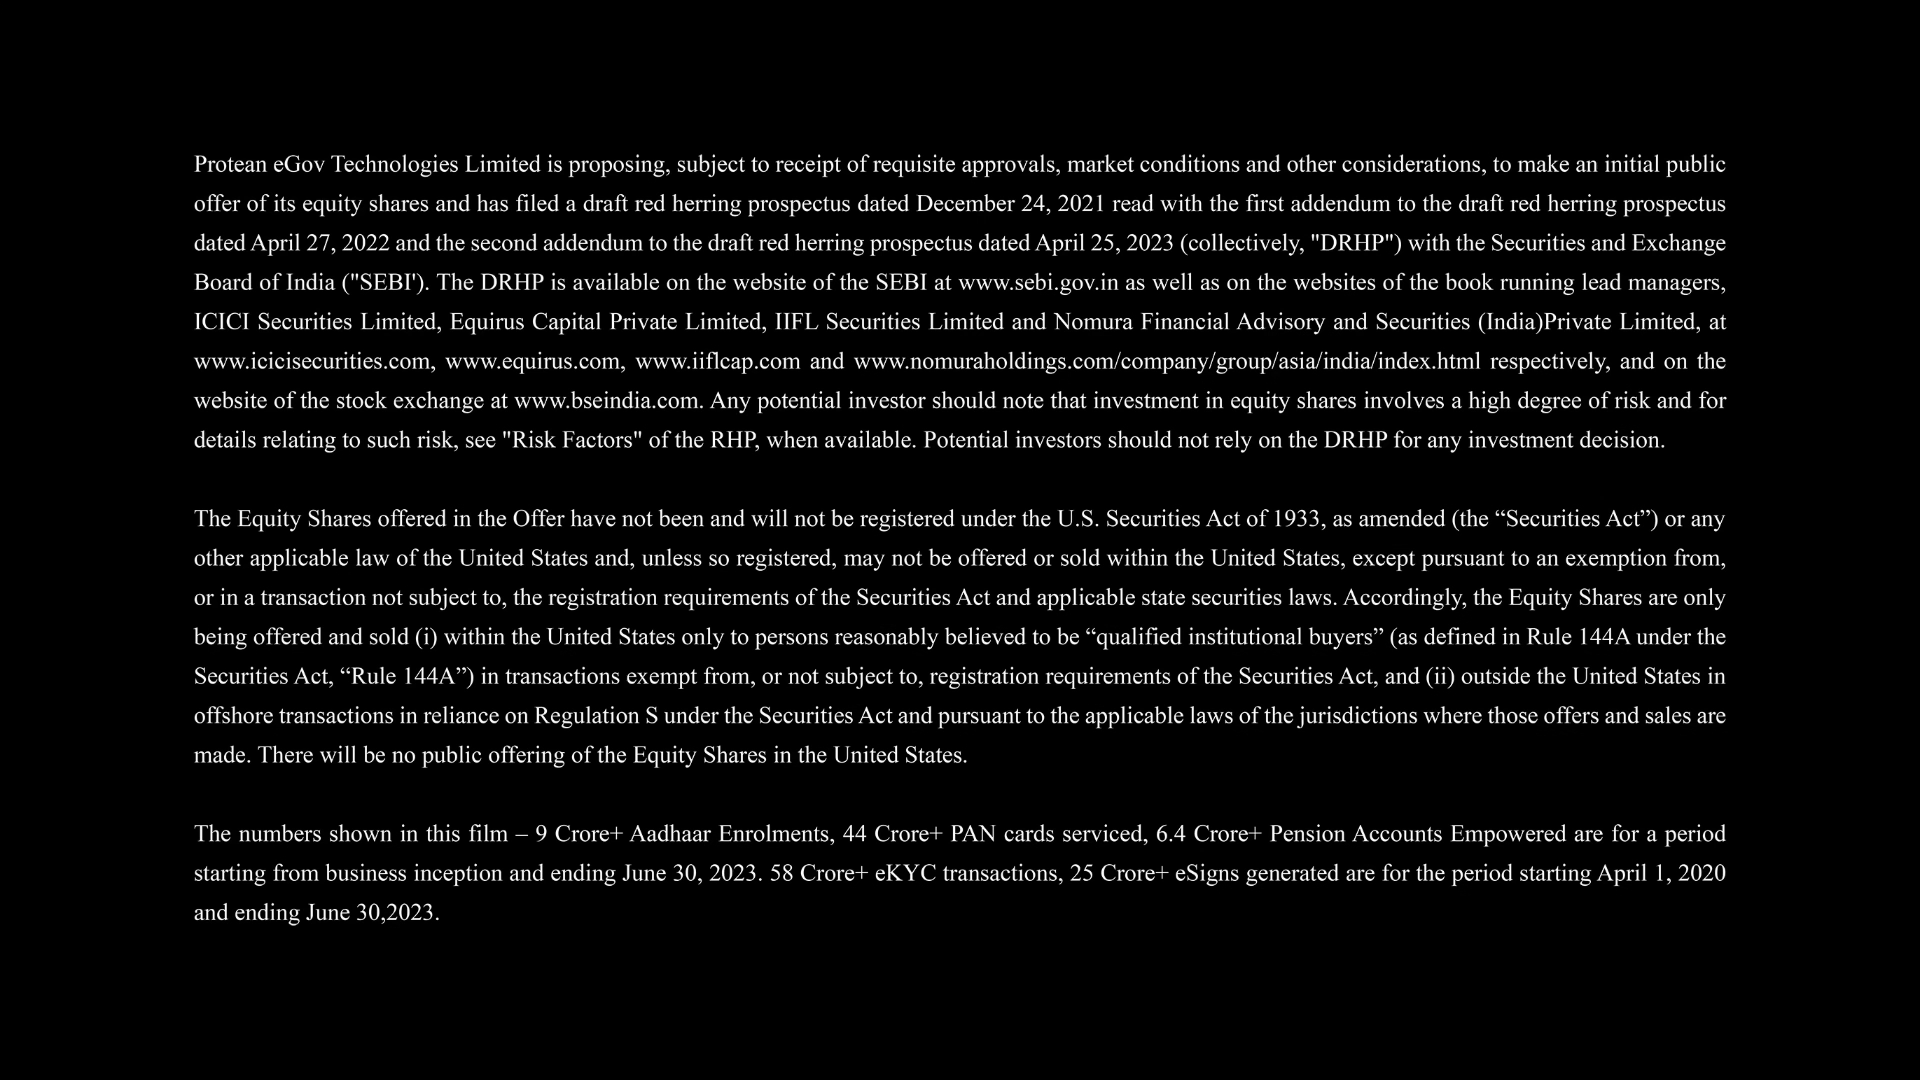 Protean eGov Technologies Limited is proposing, subject to receipt of requisite approvals, market conditions and other considerations, to make an initial public
offer of its equity shares and has filed a draft red herring prospectus dated December 24, 2021 read with the first addendum to the draft red herring prospectus
dated April 27, 2022 and the second addendum to the draft red herring prospectus dated April 25, 2023 (collectively, "DRHP") with the Securities and Exchange
Board of India ("SEBI'). The DRHP is available on the website of the SEBI at www.sebi.gov.in as well as on the websites of the book running lead managers,
ICICI Securities Limited, Equirus Capital Private Limited, IIFL Securities Limited and Nomura Financial Advisory and Securities (India)Private Limited, at
www.icicisecurities.com, www.equirus.com, www.iiflcap.com and www.nomuraholdings.com/company/group/asia/india/index.html respectively, and on the
website of the stock exchange at www.bseindia.com. Any potential investor should note that investment in equity shares involves a high degree of risk and for
details relating to such risk, see "Risk Factors" of the RHP, when available. Potential investors should not rely on the DRHP for any investment decision.
The Equity Shares offered in the Offer have not been and will not be registered under the U.S. Securities Act of 1933, as amended (the “Securities Act”) or any
other applicable law of the United States and, unless so registered, may not be offered or sold within the United States, except pursuant to an exemption from,
or in a transaction not subject to, the registration requirements of the Securities Act and applicable state securities laws. Accordingly, the Equity Shares are only
being offered and sold (i) within the United States only to persons reasonably believed to be “qualified institutional buyers” (as defined in Rule 144A under the
Securities Act, “Rule 144A”) in transactions exempt from, or not subject to, registration requirements of the Securities Act, and (ii) outside the United States in
offshore transactions in reliance on Regulation S under the Securities Act and pursuant to the applicable laws of the jurisdictions where those offers and sales are
made. There will be no public offering of the Equity Shares in the United States.
The numbers shown in this film – 9 Crore+ Aadhaar Enrolments, 44 Crore+ PAN cards serviced, 6.4 Crore+ Pension Accounts Empowered are for a period
starting from business inception and ending June 30, 2023. 58 Crore+ eKYC transactions, 25 Crore+ eSigns generated are for the period starting April 1, 2020
and ending June 30,2023.